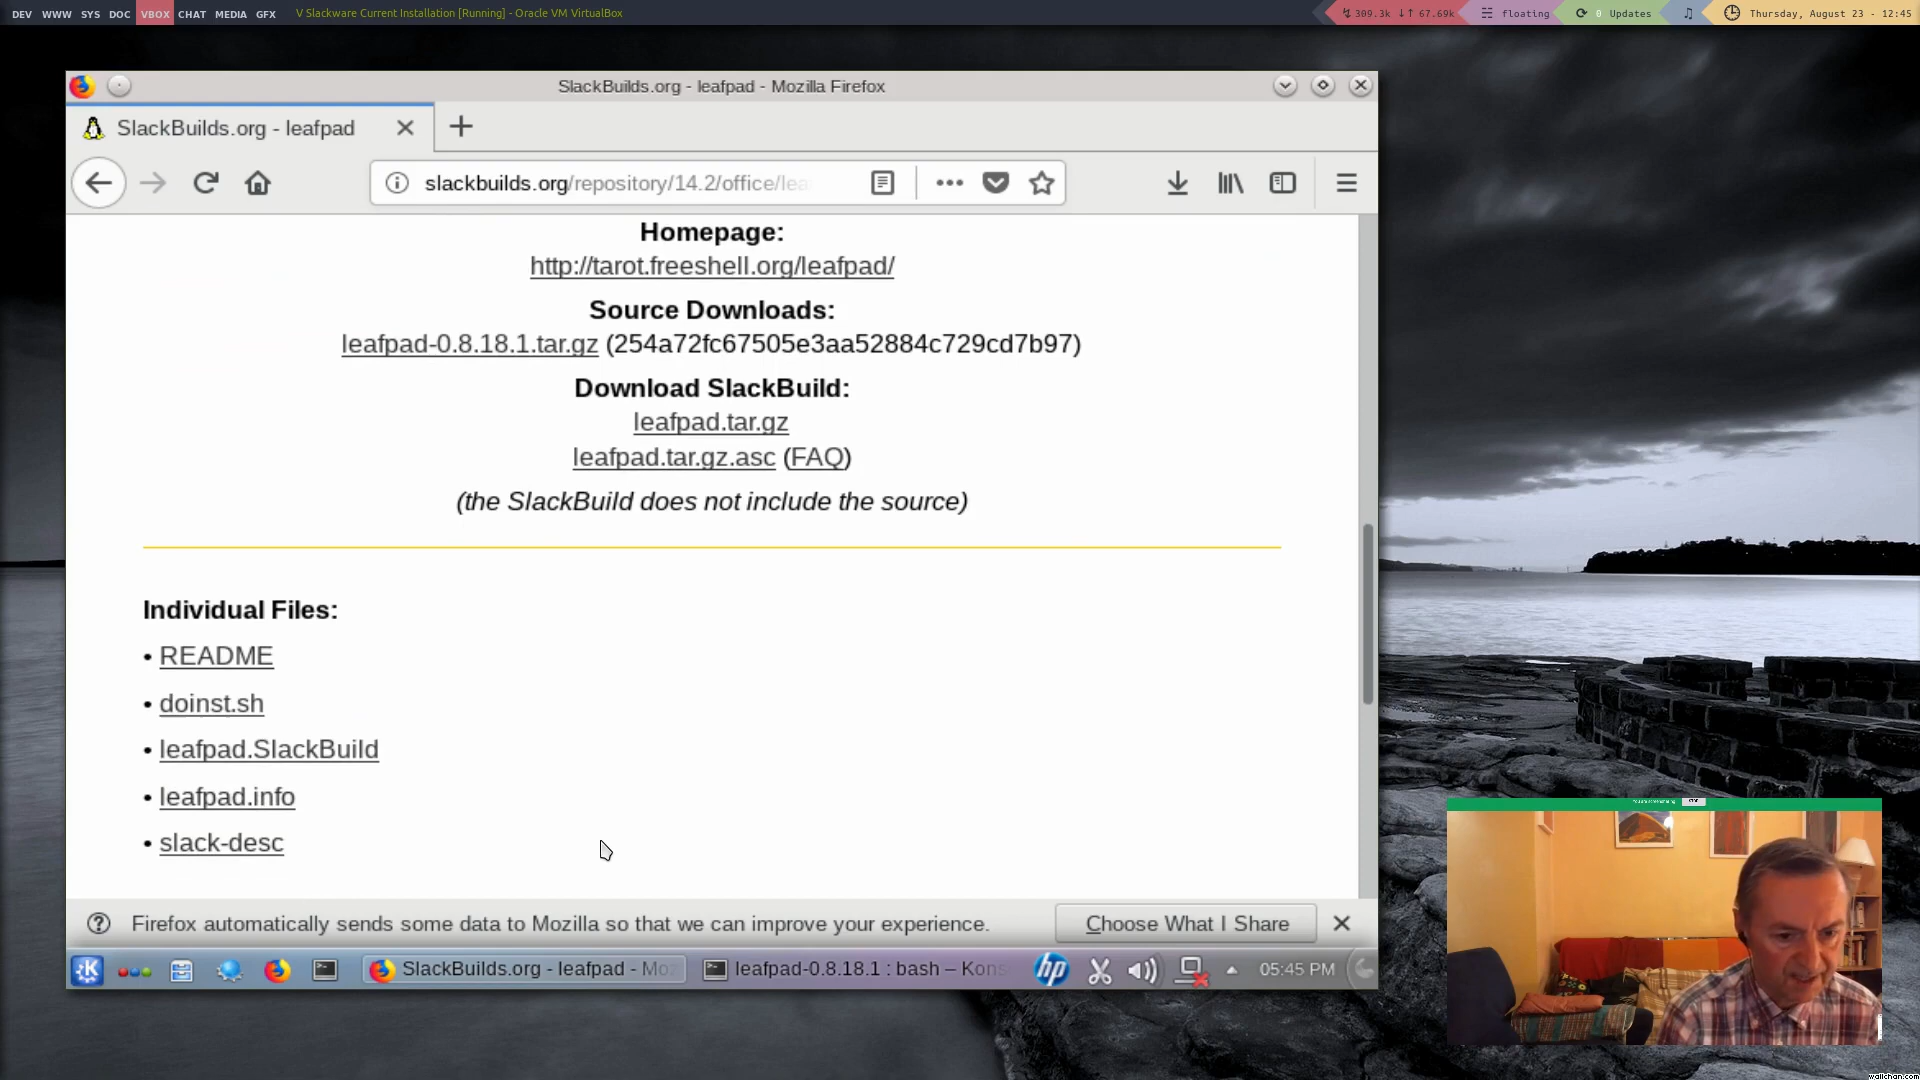 DEV WWW SYS DOC VBOX CHAT MEDIA GFX V Slackware Current Installation [Running] - Oracle VM VirtualBox 309.3k ↓↑ 67.69k floating 0 Updates Thursday, August 23 - 12:45
SlackBuilds.org - leafpad - Mozilla Firefox
SlackBuilds.org - leafpad
slackbuilds.org/repository/14.2/office/lea
Homepage:
http://tarot.freeshell.org/leafpad/
Source Downloads:
leafpad-0.8.18.1.tar.gz (254a72fc67505e3aa52884c729cd7b97)
Download SlackBuild:
leafpad.tar.gz
leafpad.tar.gz.asc (FAQ)
(the SlackBuild does not include the source)
Individual Files:
• README
• doinst.sh
• leafpad.SlackBuild
• leafpad.info
• slack-desc
Firefox automatically sends some data to Mozilla so that we can improve your experience. Choose What I Share
SlackBuilds.org - leafpad - Moz leafpad-0.8.18.1 : bash – Kons hp 05:45 PM
wallchan.com